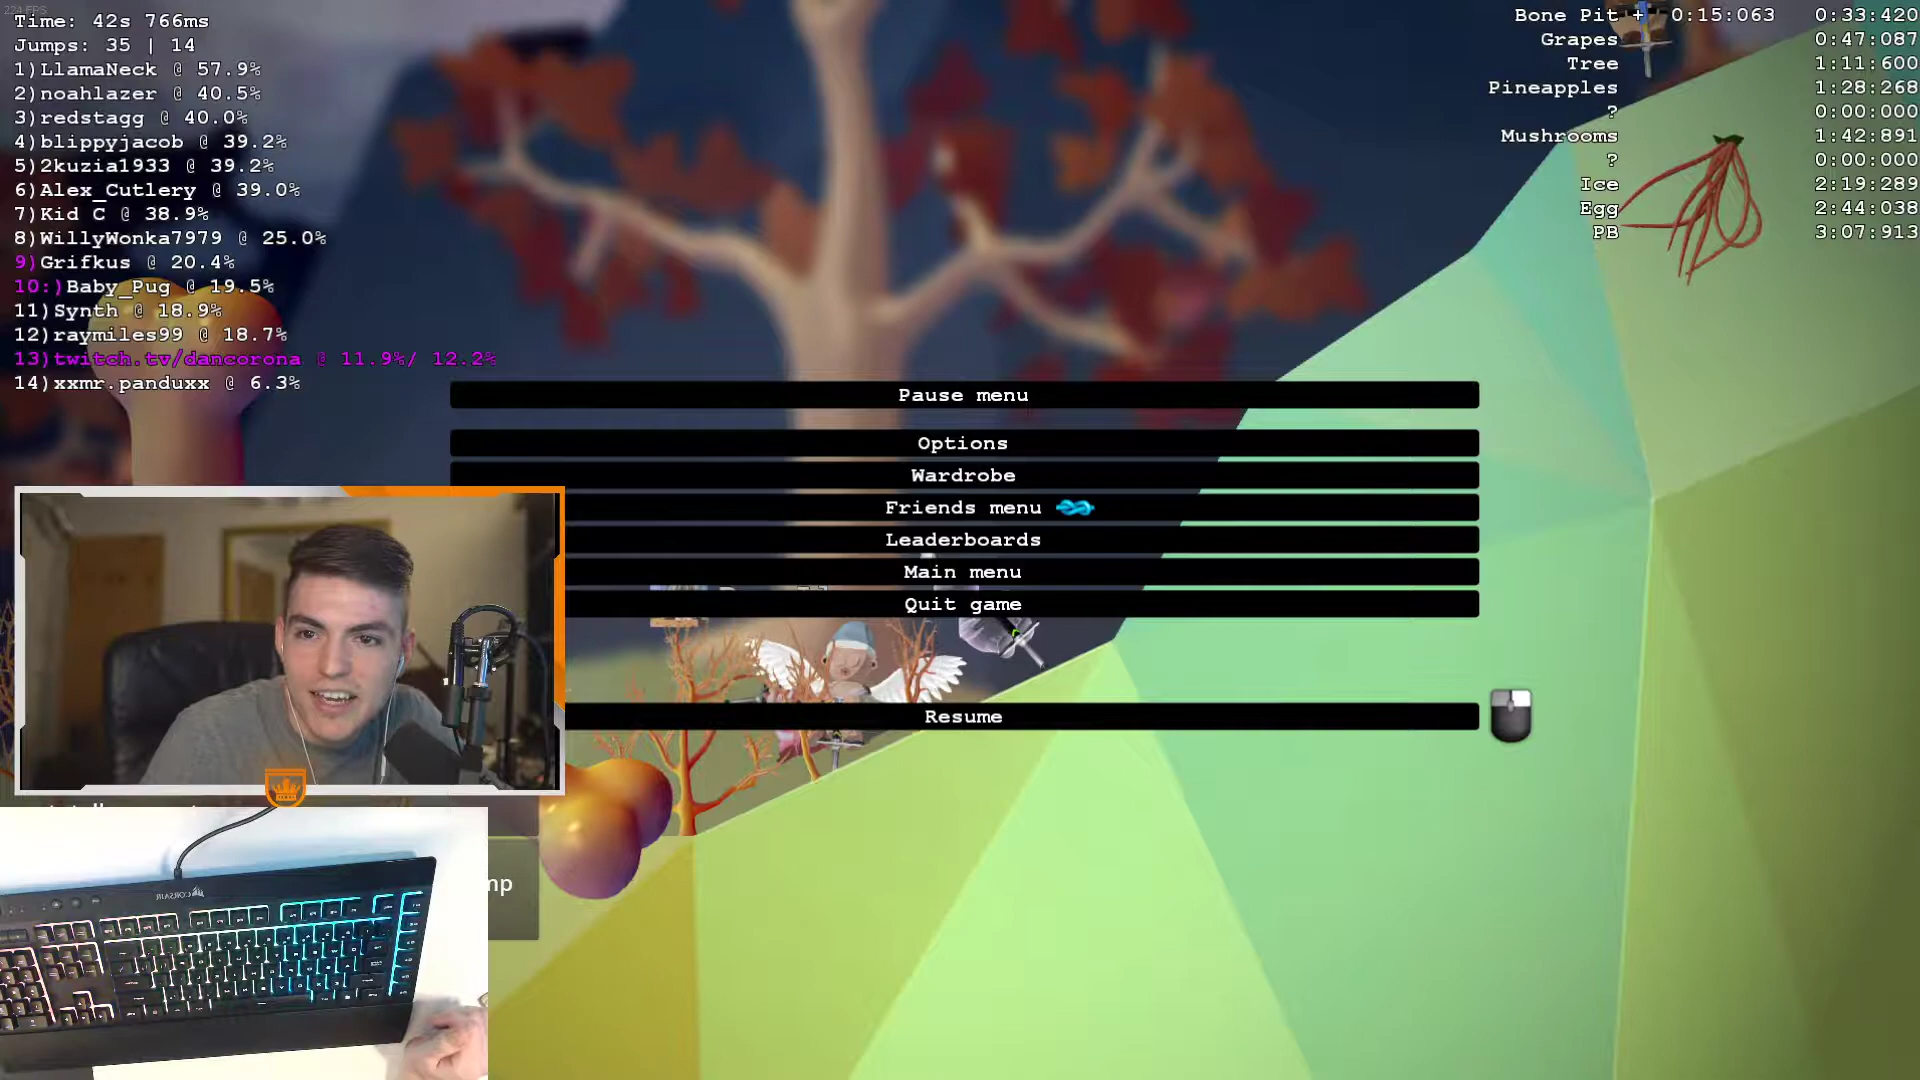 224 FPS
Time: 42s 766ms
Jumps: 35 | 14
1)LlamaNeck @ 57.9%
2)noahlazer @ 40.5%
3)redstagg @ 40.0%
4)blippyjacob @ 39.2%
5)2kuzia1933 @ 39.2%
6)Alex_Cutlery @ 39.0%
7)Kid C @ 38.9%
8)WillyWonka7979 @ 25.0%
9)Grifkus @ 20.4%
10:)Baby_Pug @ 19.5%
11)Synth @ 18.9%
12)raymiles99 @ 18.7%
13)twitch.tv/dancorona @ 11.9%/ 12.2%
14)xxmr.panduxx @ 6.3%
Bone Pit + 0:15:063 0:33:420
Grapes 0:47:087
Tree 1:11:600
Pineapples 1:28:268
? 0:00:000
Mushrooms 1:42:891
? 0:00:000
Ice 2:19:289
Egg 2:44:038
PB 3:07:913
Pause menu
Options
Wardrobe
Friends menu
Leaderboards
Main menu
Quit game
Resume
mp
CORSAIR